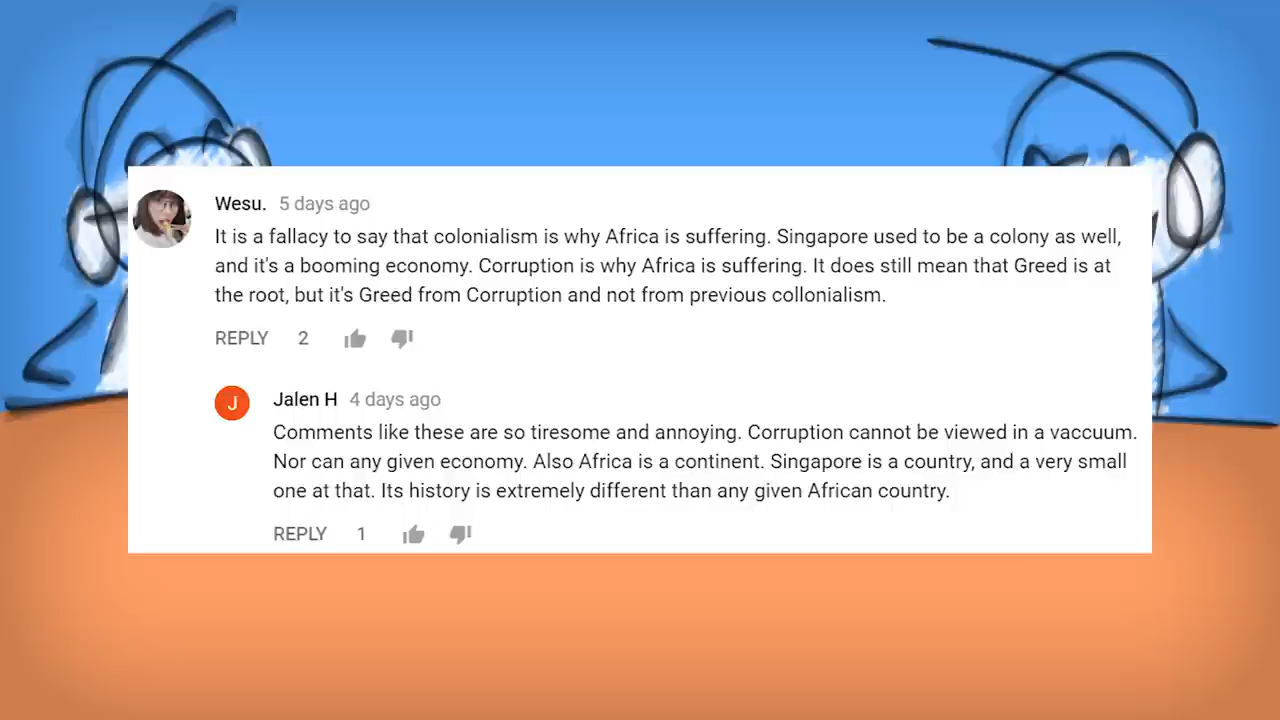 Wesu. 5 days ago
It is a fallacy to say that colonialism is why Africa is suffering. Singapore used to be a colony as well,
and it's a booming economy. Corruption is why Africa is suffering. It does still mean that Greed is at
the root, but it's Greed from Corruption and not from previous collonialism.
REPLY 2
J
Jalen H 4 days ago
Comments like these are so tiresome and annoying. Corruption cannot be viewed in a vaccuum.
Nor can any given economy. Also Africa is a continent. Singapore is a country, and a very small
one at that. Its history is extremely different than any given African country.
REPLY 1